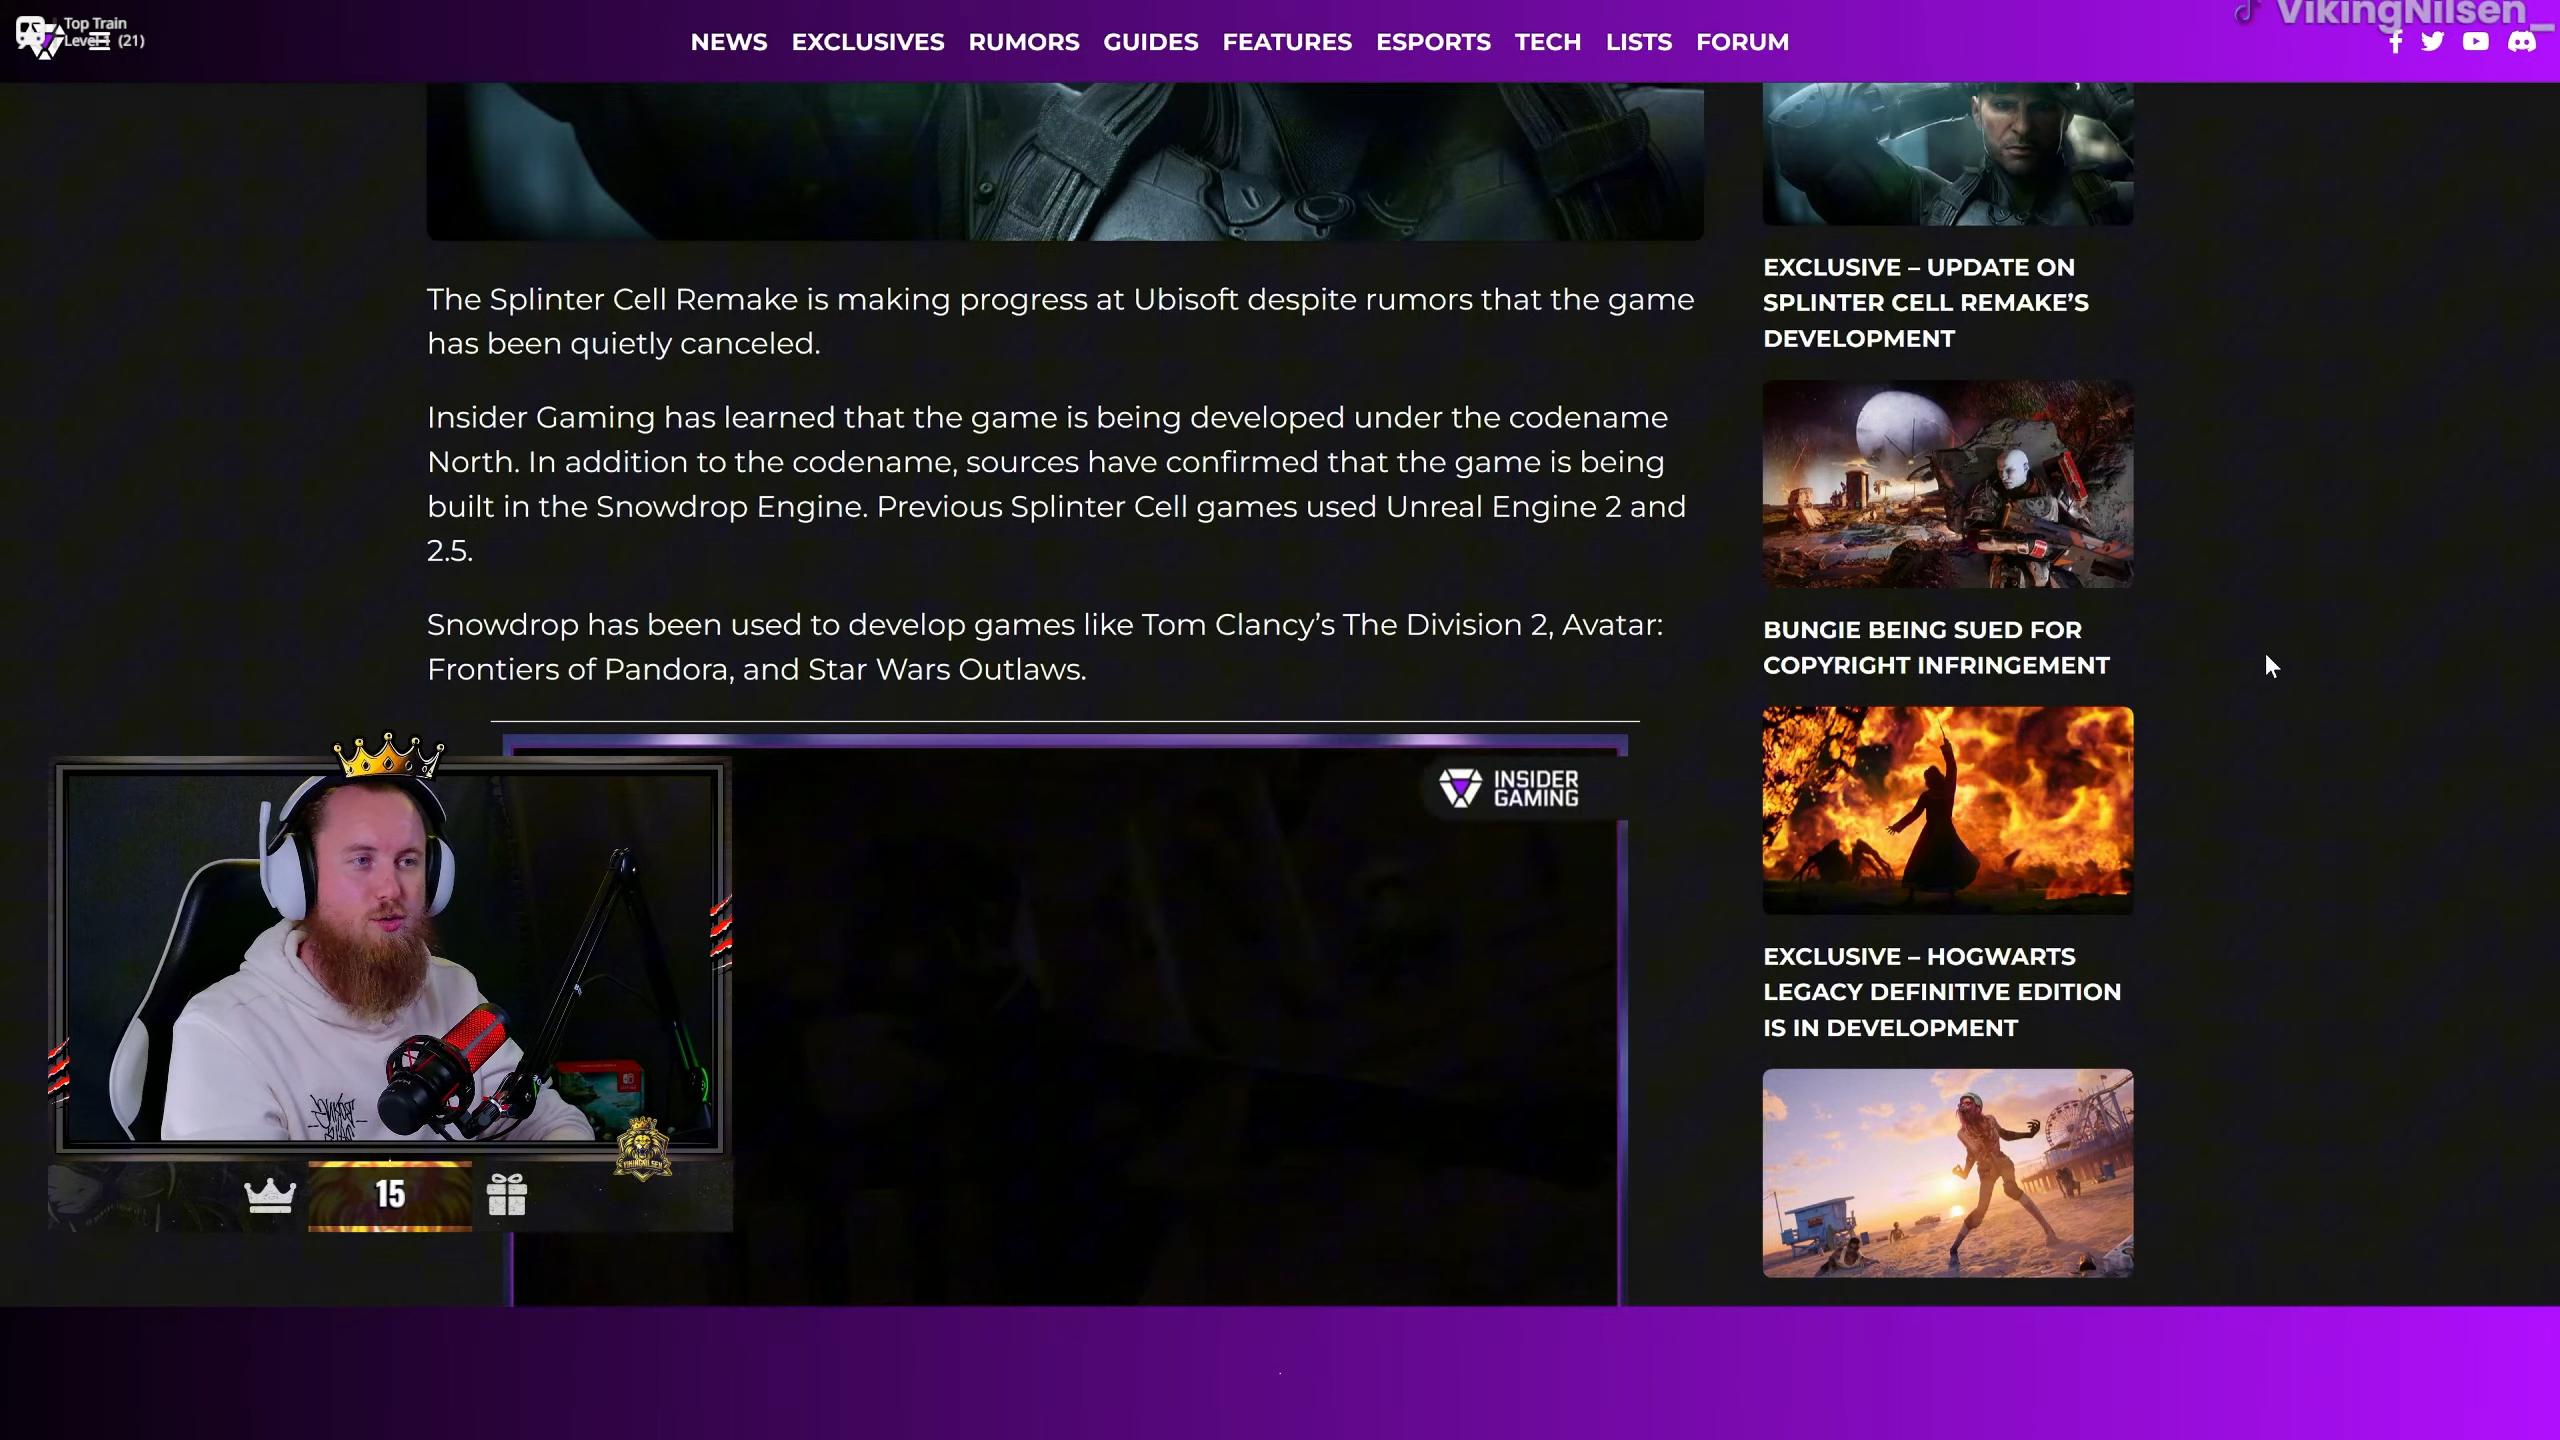 Top Train
Level 1 (21)
NEWS EXCLUSIVES RUMORS GUIDES FEATURES ESPORTS TECH LISTS FORUM
VikingNilsen_
The Splinter Cell Remake is making progress at Ubisoft despite rumors that the game
has been quietly canceled.
Insider Gaming has learned that the game is being developed under the codename
North. In addition to the codename, sources have confirmed that the game is being
built in the Snowdrop Engine. Previous Splinter Cell games used Unreal Engine 2 and
2.5.
Snowdrop has been used to develop games like Tom Clancy’s The Division 2, Avatar:
Frontiers of Pandora, and Star Wars Outlaws.
INSIDER
GAMING
VIKINGNILSEN
15
EXCLUSIVE – UPDATE ON
SPLINTER CELL REMAKE’S
DEVELOPMENT
BUNGIE BEING SUED FOR
COPYRIGHT INFRINGEMENT
EXCLUSIVE – HOGWARTS
LEGACY DEFINITIVE EDITION
IS IN DEVELOPMENT